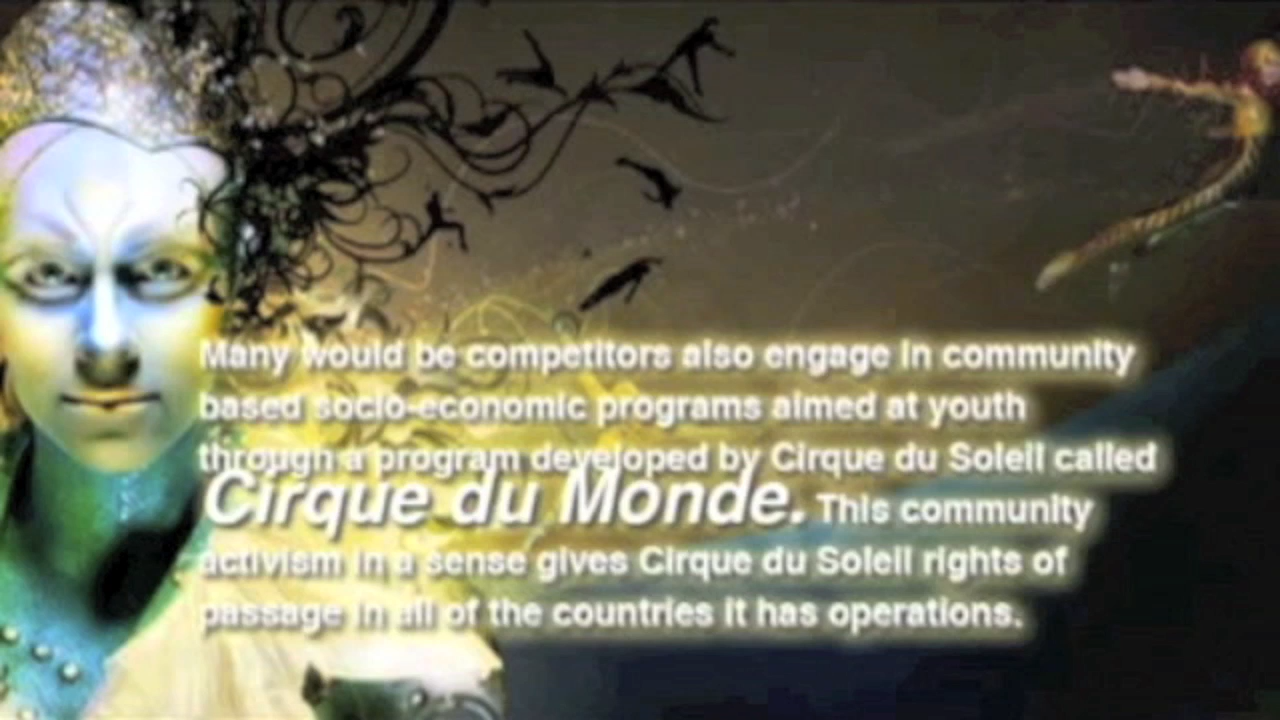 Many would be competitors also engage in community
based socio-economic programs aimed at youth
through a program developed by Cirque du Soleil called
Cirque du Monde. This community
activism in a sense gives Cirque du Soleil rights of
passage in all of the countries it has operations.